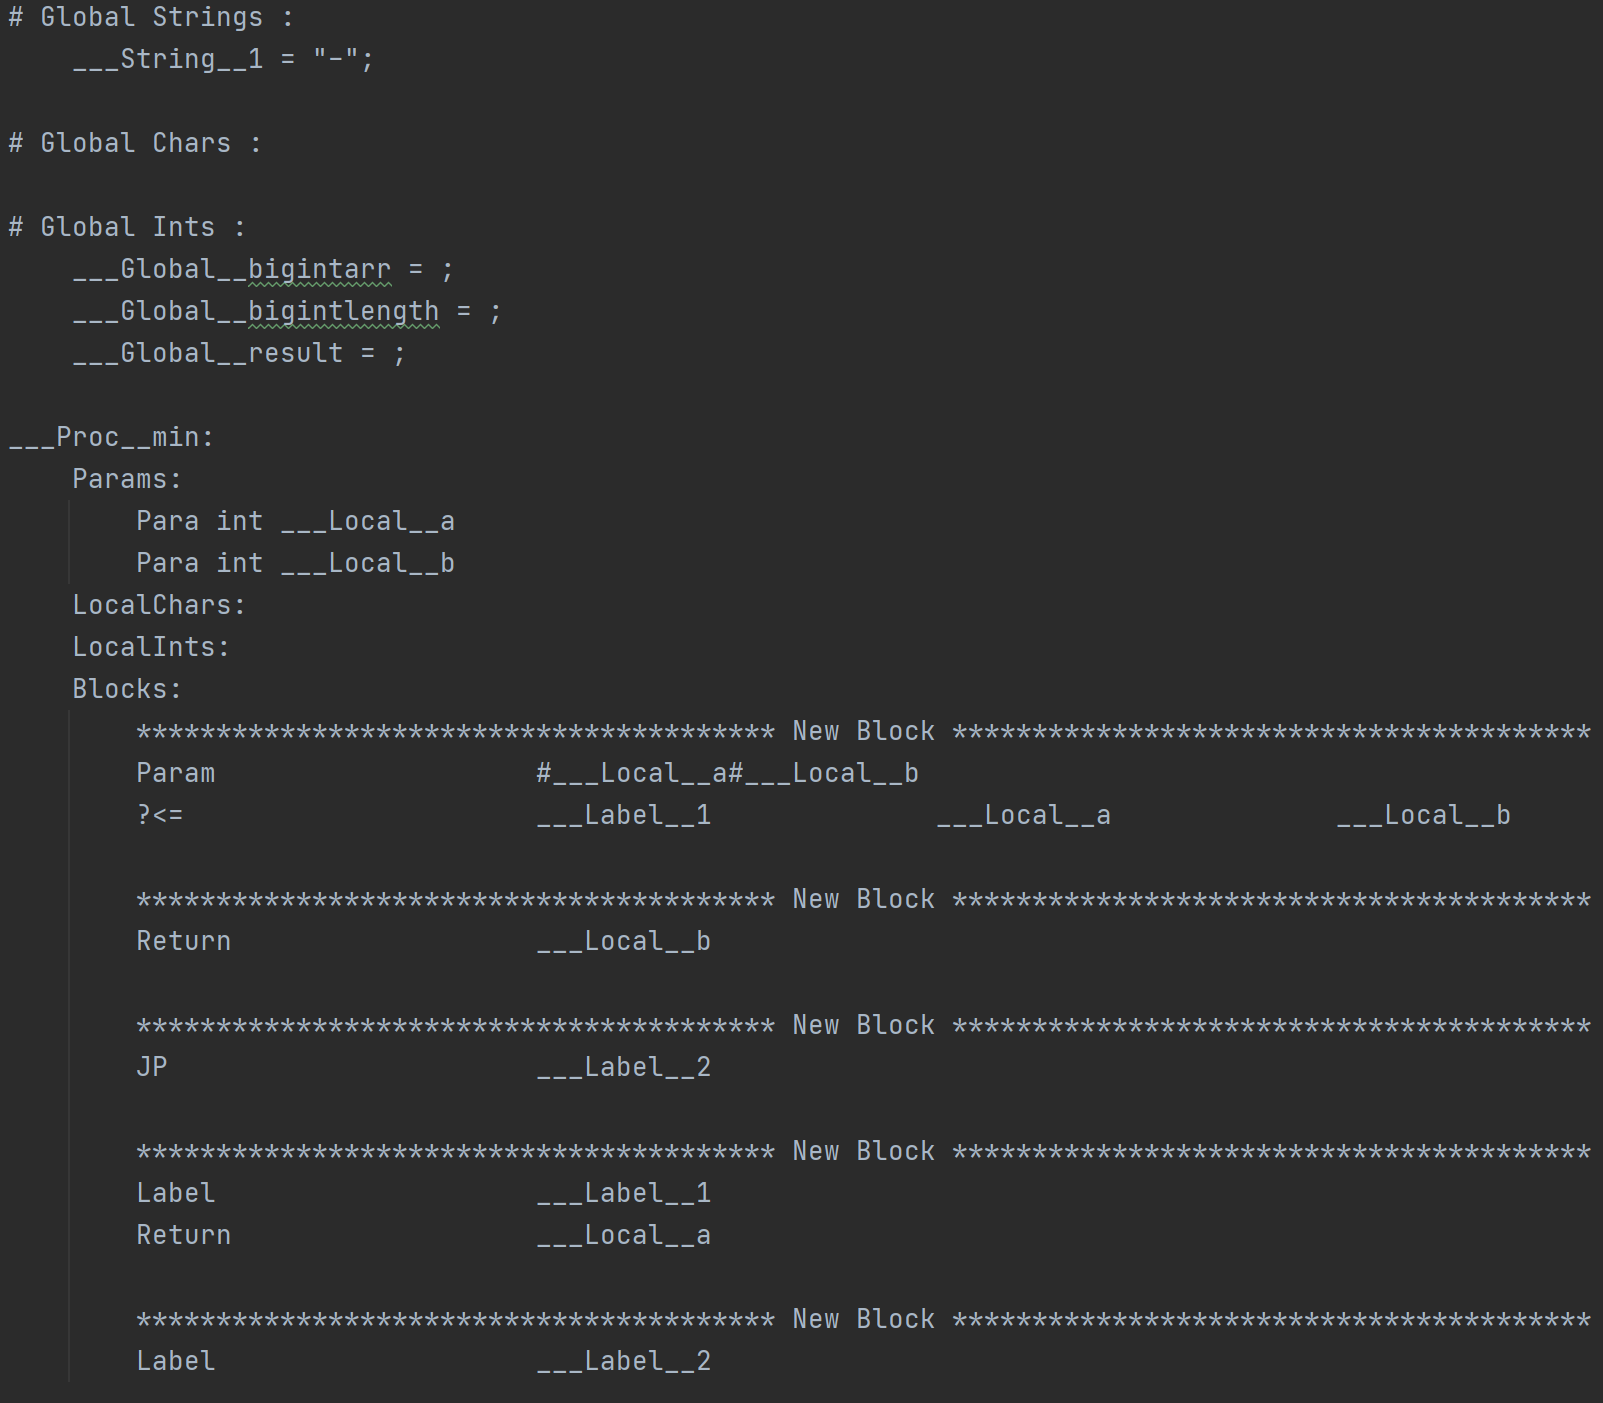 # Global Strings :
    ___String__1 = "-";

# Global Chars :

# Global Ints :
    ___Global__bigintarr = ;
    ___Global__bigintlength = ;
    ___Global__result = ;

___Proc__min:
    Params:
        Para int ___Local__a
        Para int ___Local__b
    LocalChars:
    LocalInts:
    Blocks:
        **************************************** New Block ****************************************
        Param                    #___Local__a#___Local__b
        ?<=                      ___Label__1              ___Local__a              ___Local__b

        **************************************** New Block ****************************************
        Return                   ___Local__b

        **************************************** New Block ****************************************
        JP                       ___Label__2

        **************************************** New Block ****************************************
        Label                    ___Label__1
        Return                   ___Local__a

        **************************************** New Block ****************************************
        Label                    ___Label__2